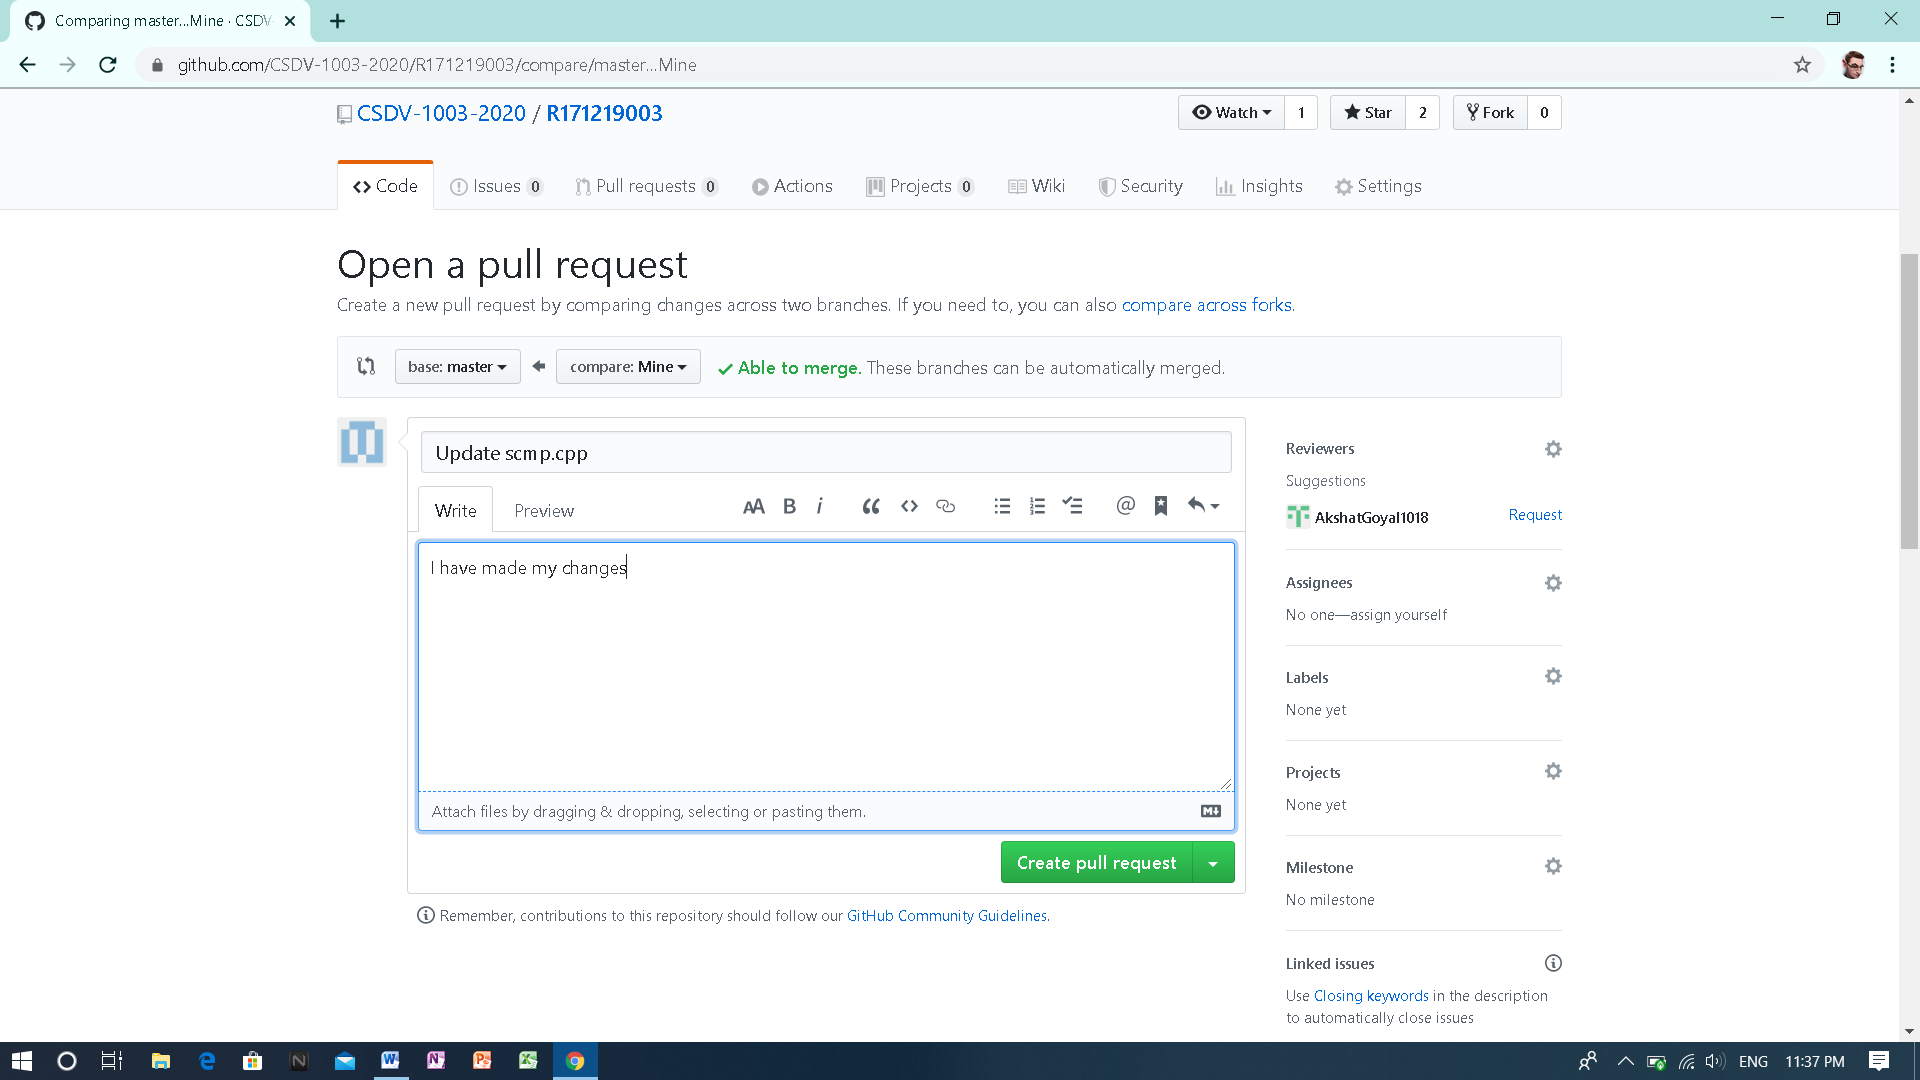 Comparing master...Mine · CSDV
github.com/CSDV-1003-2020/R171219003/compare/master...Mine
CSDV-1003-2020 / R171219003
Watch 1 Star 2 Fork 0
Code Issues 0 Pull requests 0 Actions Projects 0 Wiki Security Insights Settings
Open a pull request
Create a new pull request by comparing changes across two branches. If you need to, you can also compare across forks.
base: master compare: Mine Able to merge. These branches can be automatically merged.
Update scmp.cpp
Write Preview AA B i @
I have made my changes
Attach files by dragging & dropping, selecting or pasting them.
Create pull request
Remember, contributions to this repository should follow our GitHub Community Guidelines.
Reviewers
Suggestions
AkshatGoyal1018 Request
Assignees
No one—assign yourself
Labels
None yet
Projects
None yet
Milestone
No milestone
Linked issues
Use Closing keywords in the description
to automatically close issues
ENG 11:37 PM